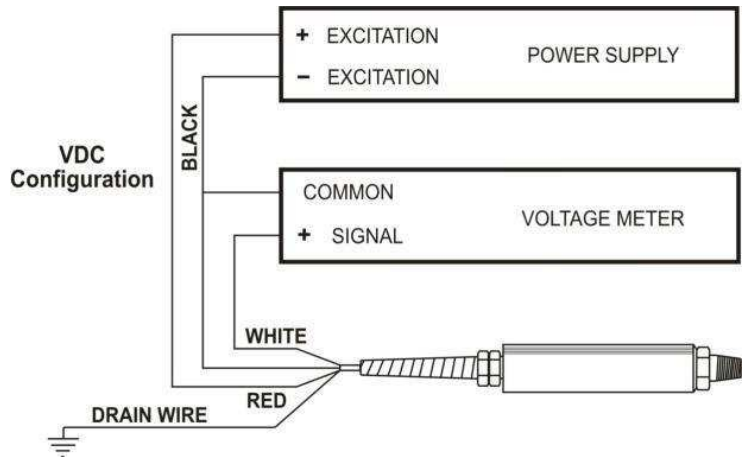 + EXCITATION
POWER SUPPLY
− EXCITATION
BLACK
VDC
Configuration
COMMON
VOLTAGE METER
+ SIGNAL
WHITE
RED
DRAIN WIRE